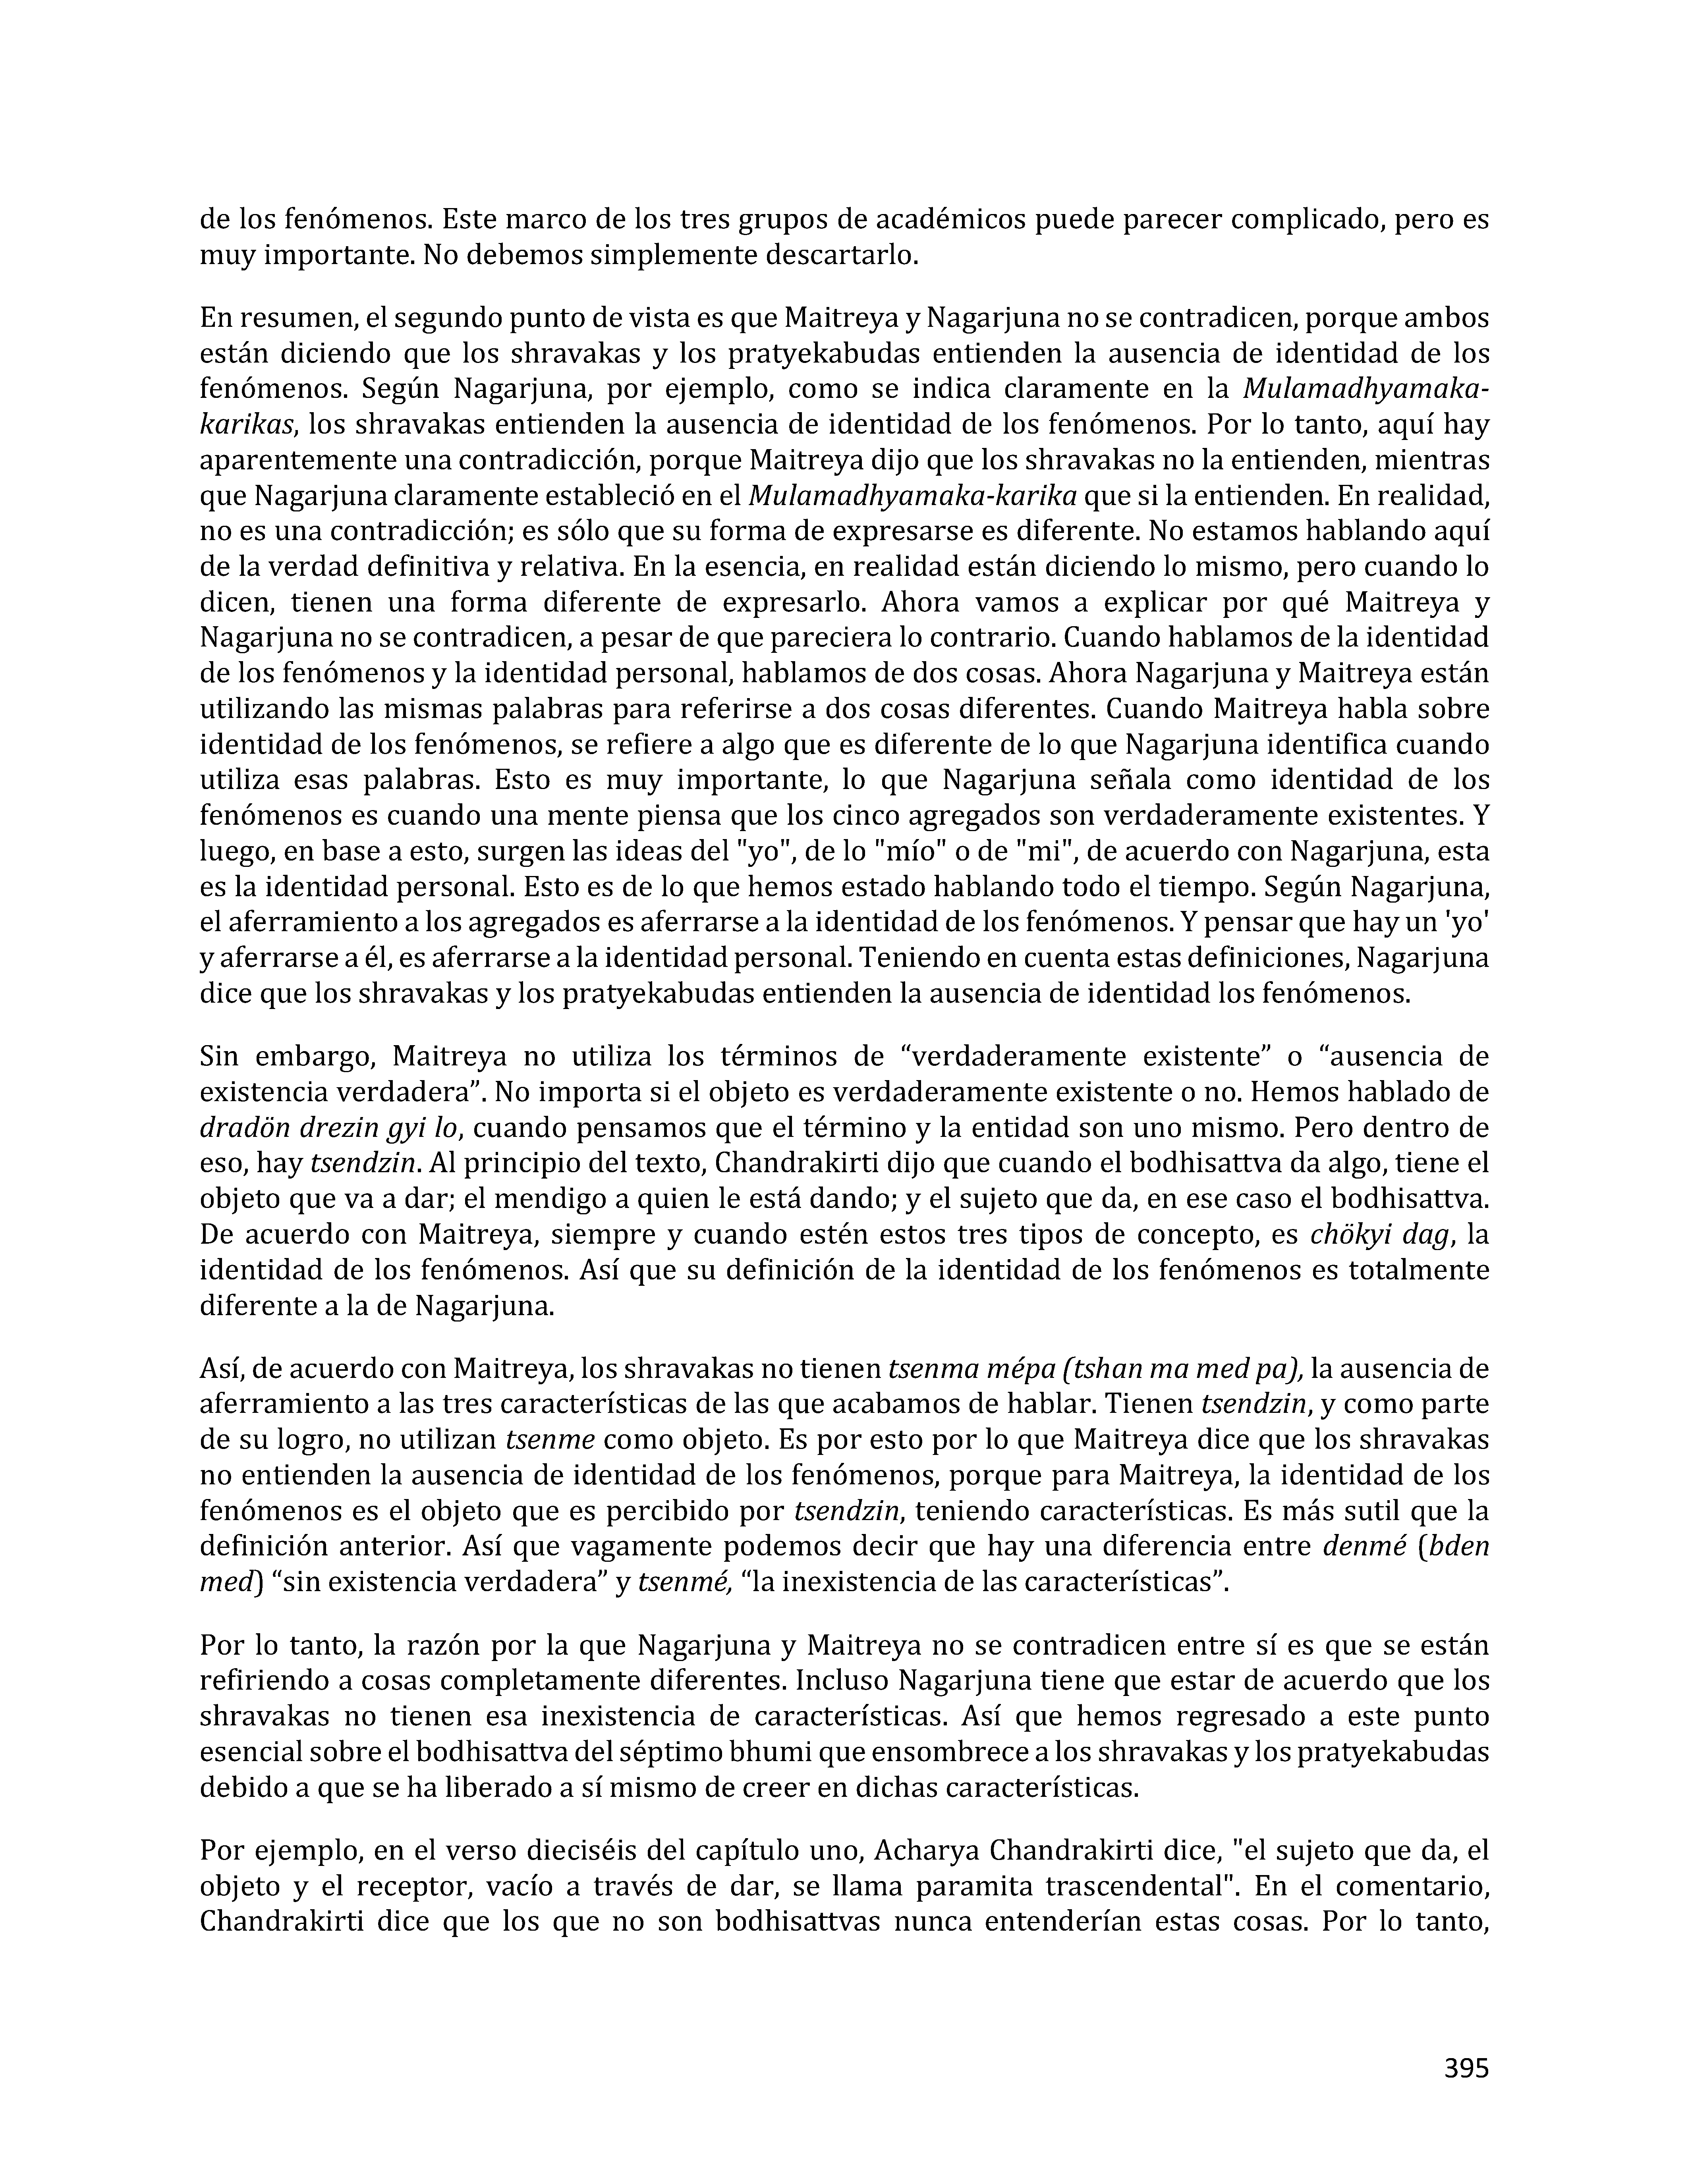 de los fenómenos. Este marco de los tres grupos de académicos puede parecer complicado, pero es
muy importante. No debemos simplemente descartarlo.
En resumen, el segundo punto de vista es que Maitreya y Nagarjuna no se contradicen, porque ambos
están diciendo que los shravakas y los pratyekabudas entienden la ausencia de identidad de los
fenómenos. Según Nagarjuna, por ejemplo, como se indica claramente en la Mulamadhyamaka-
karikas, los shravakas entienden la ausencia de identidad de los fenómenos. Por lo tanto, aquí hay
aparentemente una contradicción, porque Maitreya dijo que los shravakas no la entienden, mientras
que Nagarjuna claramente estableció en el Mulamadhyamaka-karika que si la entienden. En realidad,
no es una contradicción; es sólo que su forma de expresarse es diferente. No estamos hablando aquí
de la verdad definitiva y relativa. En la esencia, en realidad están diciendo lo mismo, pero cuando lo
dicen, tienen una forma diferente de expresarlo. Ahora vamos a explicar por qué Maitreya y
Nagarjuna no se contradicen, a pesar de que pareciera lo contrario. Cuando hablamos de la identidad
de los fenómenos y la identidad personal, hablamos de dos cosas. Ahora Nagarjuna y Maitreya están
utilizando las mismas palabras para referirse a dos cosas diferentes. Cuando Maitreya habla sobre
identidad de los fenómenos, se refiere a algo que es diferente de lo que Nagarjuna identifica cuando
utiliza esas palabras. Esto es muy importante, lo que Nagarjuna señala como identidad de los
fenómenos es cuando una mente piensa que los cinco agregados son verdaderamente existentes. Y
luego, en base a esto, surgen las ideas del "yo", de lo "mío" o de "mi", de acuerdo con Nagarjuna, esta
es la identidad personal. Esto es de lo que hemos estado hablando todo el tiempo. Según Nagarjuna,
el aferramiento a los agregados es aferrarse a la identidad de los fenómenos. Y pensar que hay un 'yo'
y aferrarse a él, es aferrarse a la identidad personal. Teniendo en cuenta estas definiciones, Nagarjuna
dice que los shravakas y los pratyekabudas entienden la ausencia de identidad los fenómenos.
Sin embargo, Maitreya no utiliza los términos de “verdaderamente existente” o “ausencia de
existencia verdadera”. No importa si el objeto es verdaderamente existente o no. Hemos hablado de
dradön drezin gyi lo, cuando pensamos que el término y la entidad son uno mismo. Pero dentro de
eso, hay tsendzin. Al principio del texto, Chandrakirti dijo que cuando el bodhisattva da algo, tiene el
objeto que va a dar; el mendigo a quien le está dando; y el sujeto que da, en ese caso el bodhisattva.
De acuerdo con Maitreya, siempre y cuando estén estos tres tipos de concepto, es chökyi dag, la
identidad de los fenómenos. Así que su definición de la identidad de los fenómenos es totalmente
diferente a la de Nagarjuna.
Así, de acuerdo con Maitreya, los shravakas no tienen tsenma mépa (tshan ma med pa), la ausencia de
aferramiento a las tres características de las que acabamos de hablar. Tienen tsendzin, y como parte
de su logro, no utilizan tsenme como objeto. Es por esto por lo que Maitreya dice que los shravakas
no entienden la ausencia de identidad de los fenómenos, porque para Maitreya, la identidad de los
fenómenos es el objeto que es percibido por tsendzin, teniendo características. Es más sutil que la
definición anterior. Así que vagamente podemos decir que hay una diferencia entre denmé (bden
med) “sin existencia verdadera” y tsenmé, “la inexistencia de las características”.
Por lo tanto, la razón por la que Nagarjuna y Maitreya no se contradicen entre sí es que se están
refiriendo a cosas completamente diferentes. Incluso Nagarjuna tiene que estar de acuerdo que los
shravakas no tienen esa inexistencia de características. Así que hemos regresado a este punto
esencial sobre el bodhisattva del séptimo bhumi que ensombrece a los shravakas y los pratyekabudas
debido a que se ha liberado a sí mismo de creer en dichas características.
Por ejemplo, en el verso dieciséis del capítulo uno, Acharya Chandrakirti dice, "el sujeto que da, el
objeto y el receptor, vacío a través de dar, se llama paramita trascendental". En el comentario,
Chandrakirti dice que los que no son bodhisattvas nunca entenderían estas cosas. Por lo tanto,
395